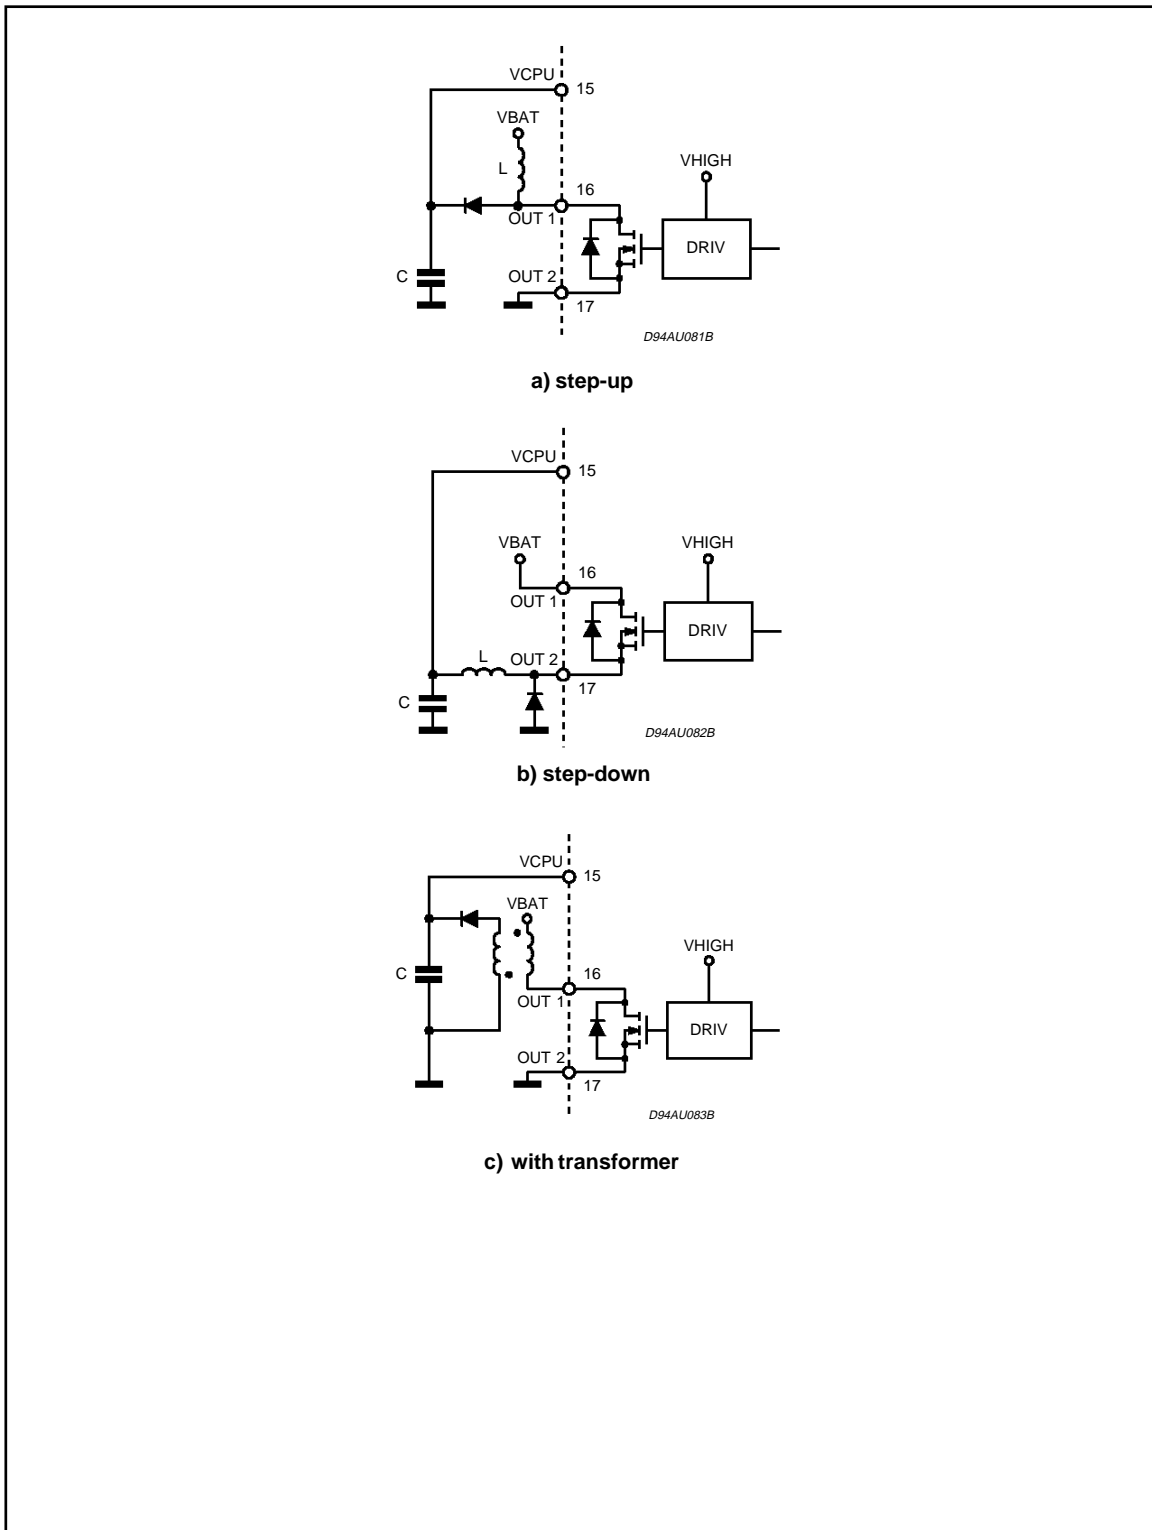 VCPU
15
VBAT
L
VHIGH
16
OUT 1
DRIV
OUT 2
C
17
D94AU081B
a) step-up
VCPU
15
VBAT
VHIGH
16
OUT 1
DRIV
L
OUT 2
17
C
D94AU082B
b) step-down
VCPU
15
VBAT
VHIGH
C
16
OUT 1
DRIV
OUT 2
17
D94AU083B
c) with transformer